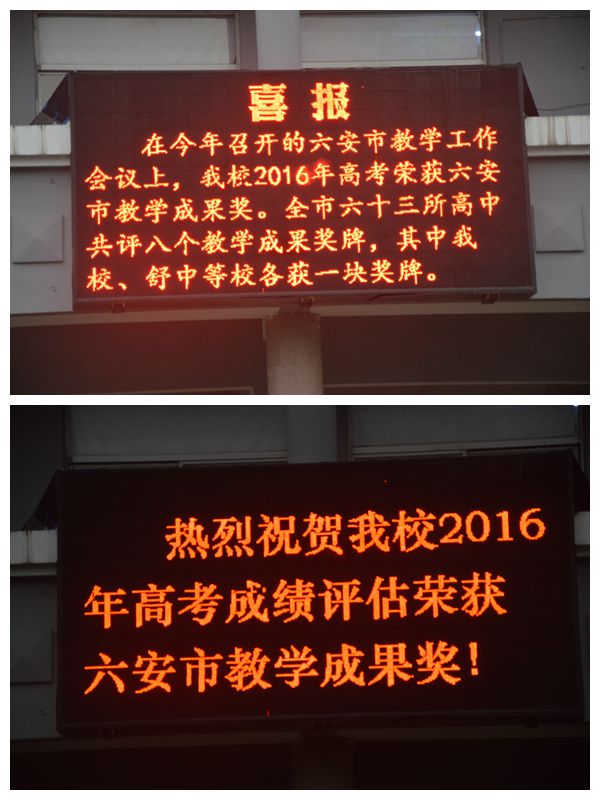 喜报
在今年召开的六安市教学工作
会议上，我校2016年高考荣获六安
市教学成果奖。全市六十三所高中
共评八个教学成果奖牌，其中我
校、舒中等校各获一块奖牌。
热烈祝贺我校2016
年高考成绩评估荣获
六安市教学成果奖！